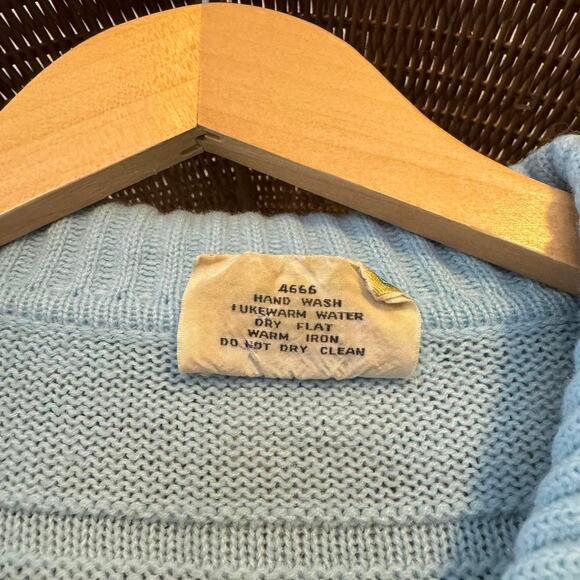 4666
HAND WASH
LUKEWARM WATER
DRY FLAT
WARM IRON
DO NOT DRY CLEAN